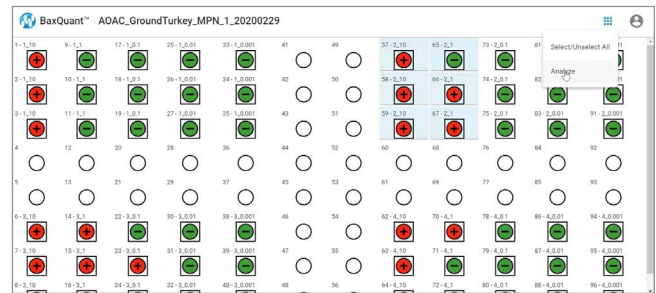 BaxQuant™ AOAC_GroundTurkey_MPN_1_20200229
Select/Unselect All
Analyze
1 - 1_10 9 - 1_1 17 - 1_0.1 25 - 1_0.01 33 - 1_0.001 41 49 57 - 2_10 65 - 2_1 73 - 2_0.1 81
2 - 1_10 10 - 1_1 18 - 1_0.1 26 - 1_0.01 34 - 1_0.001 42 50 58 - 2_10 66 - 2_1 74 - 2_0.1 82
3 - 1_10 11 - 1_1 19 - 1_0.1 27 - 1_0.01 35 - 1_0.001 43 51 59 - 2_10 67 - 2_1 75 - 2_0.1 83 - 2_0.01 91 - 2_0.001
4 12 20 28 36 44 52 60 68 76 84 92
5 13 21 29 37 45 53 61 69 77 85 93
6 - 3_10 14 - 3_1 22 - 3_0.1 30 - 3_0.01 38 - 3_0.001 46 54 62 - 4_10 70 - 4_1 78 - 4_0.1 86 - 4_0.01 94 - 4_0.001
7 - 3_10 15 - 3_1 23 - 3_0.1 31 - 3_0.01 39 - 3_0.001 47 55 63 - 4_10 71 - 4_1 79 - 4_0.1 87 - 4_0.01 95 - 4_0.001
8 - 3_10 16 - 3_1 24 - 3_0.1 32 - 3_0.01 40 - 3_0.001 48 56 64 - 4_10 72 - 4_1 80 - 4_0.1 88 - 4_0.01 96 - 4_0.001